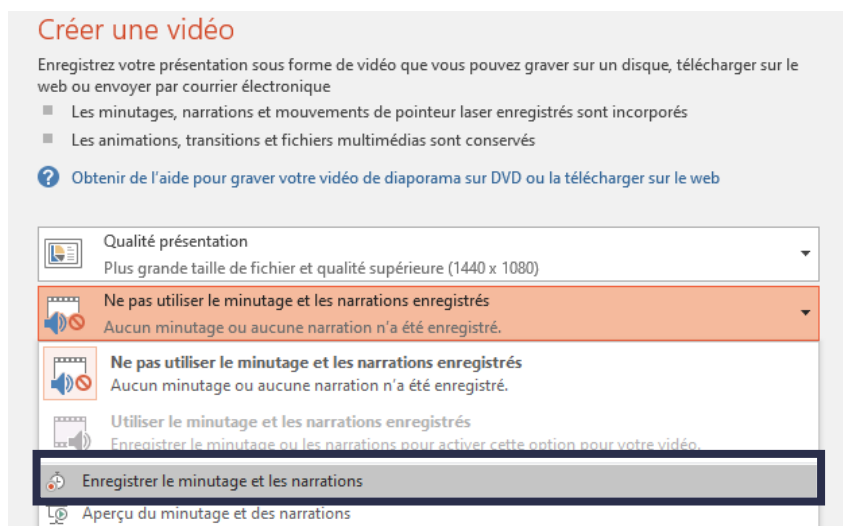 Créer une vidéo
Enregistrez votre présentation sous forme de vidéo que vous pouvez graver sur un disque, télécharger sur le
web ou envoyer par courrier électronique
Les minutages, narrations et mouvements de pointeur laser enregistrés sont incorporés
Les animations, transitions et fichiers multimédias sont conservés
Obtenir de l'aide pour graver votre vidéo de diaporama sur DVD ou la télécharger sur le web
Qualité présentation
Plus grande taille de fichier et qualité supérieure (1440 x 1080)
Ne pas utiliser le minutage et les narrations enregistrés
Aucun minutage ou aucune narration n'a été enregistré.
Ne pas utiliser le minutage et les narrations enregistrés
Aucun minutage ou aucune narration n'a été enregistré.
Utiliser le minutage et les narrations enregistrés
Enregistrer le minutage ou les narrations pour activer cette option pour votre vidéo.
Enregistrer le minutage et les narrations
Aperçu du minutage et des narrations